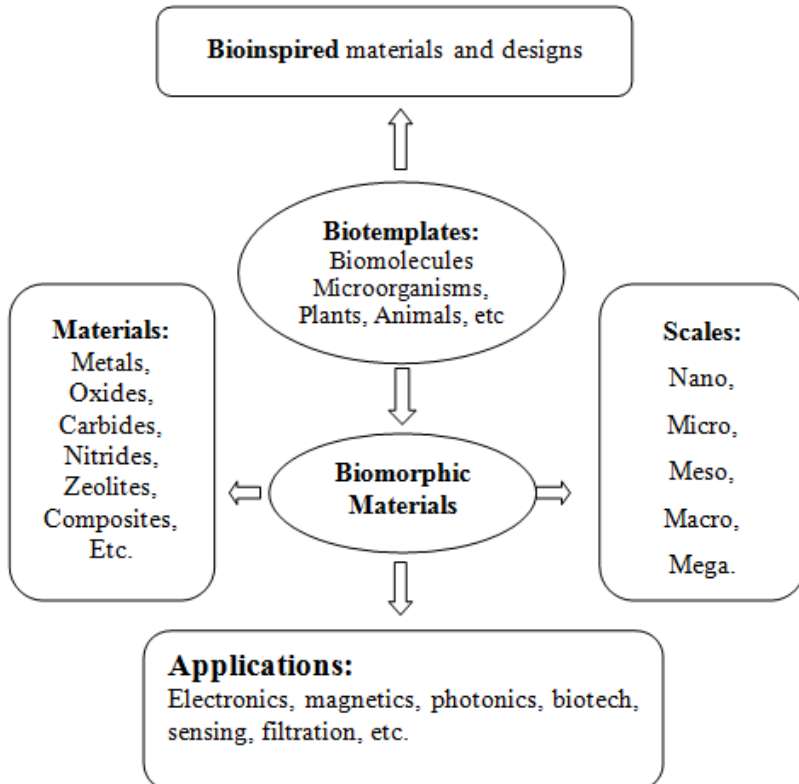 Bioinspired materials and designs
Biotemplates:
Biomolecules
Microorganisms,
Plants, Animals, etc
Materials:
Metals,
Oxides,
Carbides,
Nitrides,
Zeolites,
Composites,
Etc.
Biomorphic
Materials
Scales:
Nano,
Micro,
Meso,
Macro,
Mega.
Applications:
Electronics, magnetics, photonics, biotech,
sensing, filtration, etc.